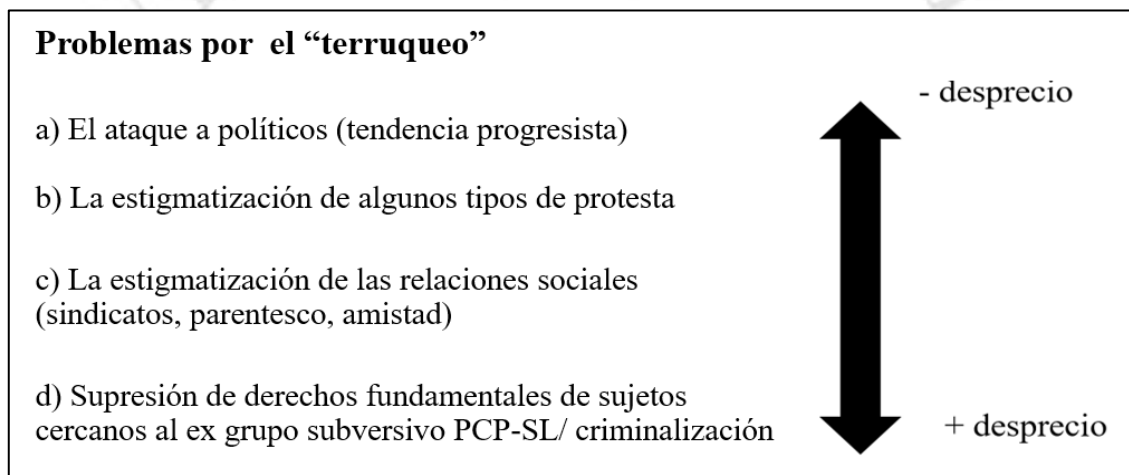 Problemas por el “terruqueo”
- desprecio
a) El ataque a políticos (tendencia progresista)
b) La estigmatización de algunos tipos de protesta
c) La estigmatización de las relaciones sociales
(sindicatos, parentesco, amistad)
d) Supresión de derechos fundamentales de sujetos
cercanos al ex grupo subversivo PCP-SL/ criminalización
+ desprecio